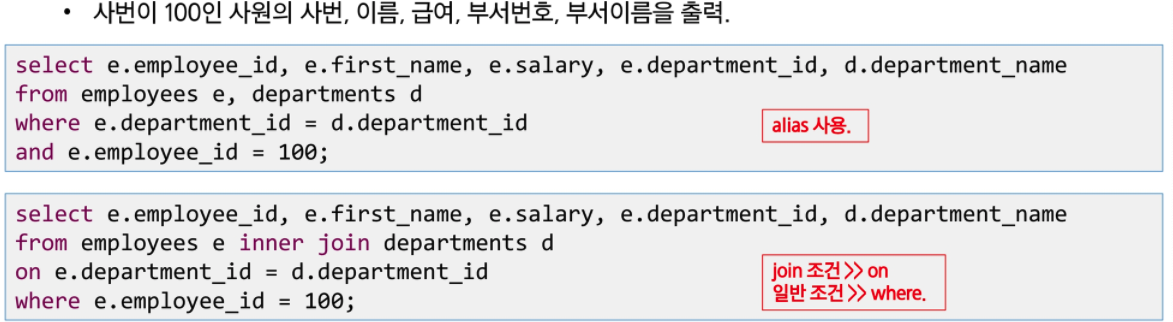 • 사번이 100인 사원의 사번, 이름, 급여, 부서번호, 부서이름을 출력.
select e.employee_id, e.first_name, e.salary, e.department_id, d.department_name
from employees e, departments d
where e.department_id = d.department_id
and e.employee_id = 100;
alias 사용.
select e.employee_id, e.first_name, e.salary, e.department_id, d.department_name
from employees e inner join departments d
on e.department_id = d.department_id
where e.employee_id = 100;
join 조건 >> on
일반 조건 >> where.